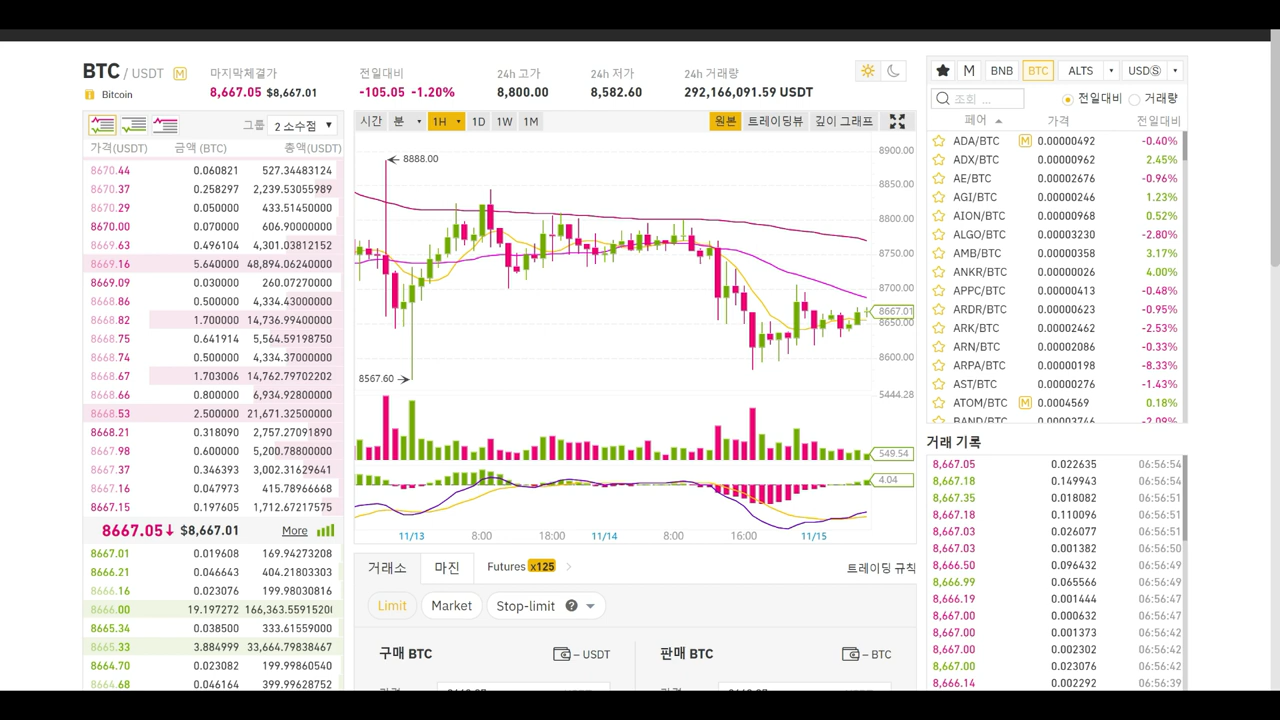 BTC / USDT M
Bitcoin
마지막체결가
8,667.05 $8,667.01
전일대비
-105.05 -1.20%
24h 고가
8,800.00
24h 저가
8,582.60
24h 거래량
292,166,091.59 USDT
그룹 2 소수점
가격(USDT) 금액 (BTC) 총액(USDT)
8670.44 0.060821 527.34483124
8670.37 0.258297 2,239.53055989
8670.29 0.050000 433.51450000
8670.00 0.070000 606.90000000
8669.63 0.496104 4,301.03812152
8669.16 5.640000 48,894.06240000
8669.09 0.030000 260.07270000
8668.86 0.500000 4,334.43000000
8668.82 1.700000 14,736.99400000
8668.75 0.641914 5,564.59198750
8668.74 0.500000 4,334.37000000
8668.67 1.703006 14,762.79702202
8668.66 0.800000 6,934.92800000
8668.53 2.500000 21,671.32500000
8668.21 0.318090 2,757.27091890
8667.98 0.600000 5,200.78800000
8667.37 0.346393 3,002.31629641
8667.16 0.047973 415.78966668
8667.15 0.197605 1,712.67217575
8667.05↓ $8,667.01 More
8667.01 0.019608 169.94273208
8666.21 0.046643 404.21803303
8666.16 0.023076 199.98030816
8666.00 19.197272 166,363.5591520
8665.34 0.038500 333.61559000
8665.33 3.884999 33,664.79838467
8664.70 0.023082 199.99860540
8664.68 0.046164 399.99628752
시간 분 1H 1D 1W 1M
원본 트레이딩뷰 깊이 그래프
8888.00
8567.60
8900.00
8850.00
8800.00
8750.00
8700.00
8667.01
8650.00
8600.00
5444.28
549.54
4.04
11/13 8:00 18:00 11/14 8:00 16:00 11/15
거래소 마진 Futures x125
트레이딩 규칙
Limit Market Stop-limit ?
구매 BTC – USDT
판매 BTC – BTC
M BNB BTC ALTS USDⓈ
조회 ...
전일대비 거래량
페어 가격 전일대비
ADA/BTC M 0.00000492 -0.40%
ADX/BTC 0.00000962 2.45%
AE/BTC 0.00002676 -0.96%
AGI/BTC 0.00000246 1.23%
AION/BTC 0.00000968 0.52%
ALGO/BTC 0.00003230 -2.80%
AMB/BTC 0.00000358 3.17%
ANKR/BTC 0.00000026 4.00%
APPC/BTC 0.00000413 -0.48%
ARDR/BTC 0.00000623 -0.95%
ARK/BTC 0.00002462 -2.53%
ARN/BTC 0.00002086 -0.33%
ARPA/BTC 0.00000198 -8.33%
AST/BTC 0.00000276 -1.43%
ATOM/BTC M 0.0004569 0.18%
BAND/BTC 0.00003746 -2.09%
거래 기록
8,667.05 0.022635 06:56:54
8,667.18 0.149943 06:56:54
8,667.35 0.018082 06:56:51
8,667.18 0.110096 06:56:51
8,667.03 0.026077 06:56:51
8,667.03 0.001382 06:56:50
8,666.50 0.096432 06:56:49
8,666.99 0.065566 06:56:49
8,666.19 0.001444 06:56:47
8,667.00 0.000632 06:56:47
8,667.00 0.001373 06:56:42
8,667.00 0.002302 06:56:42
8,667.00 0.023076 06:56:42
8,666.14 0.002292 06:56:39